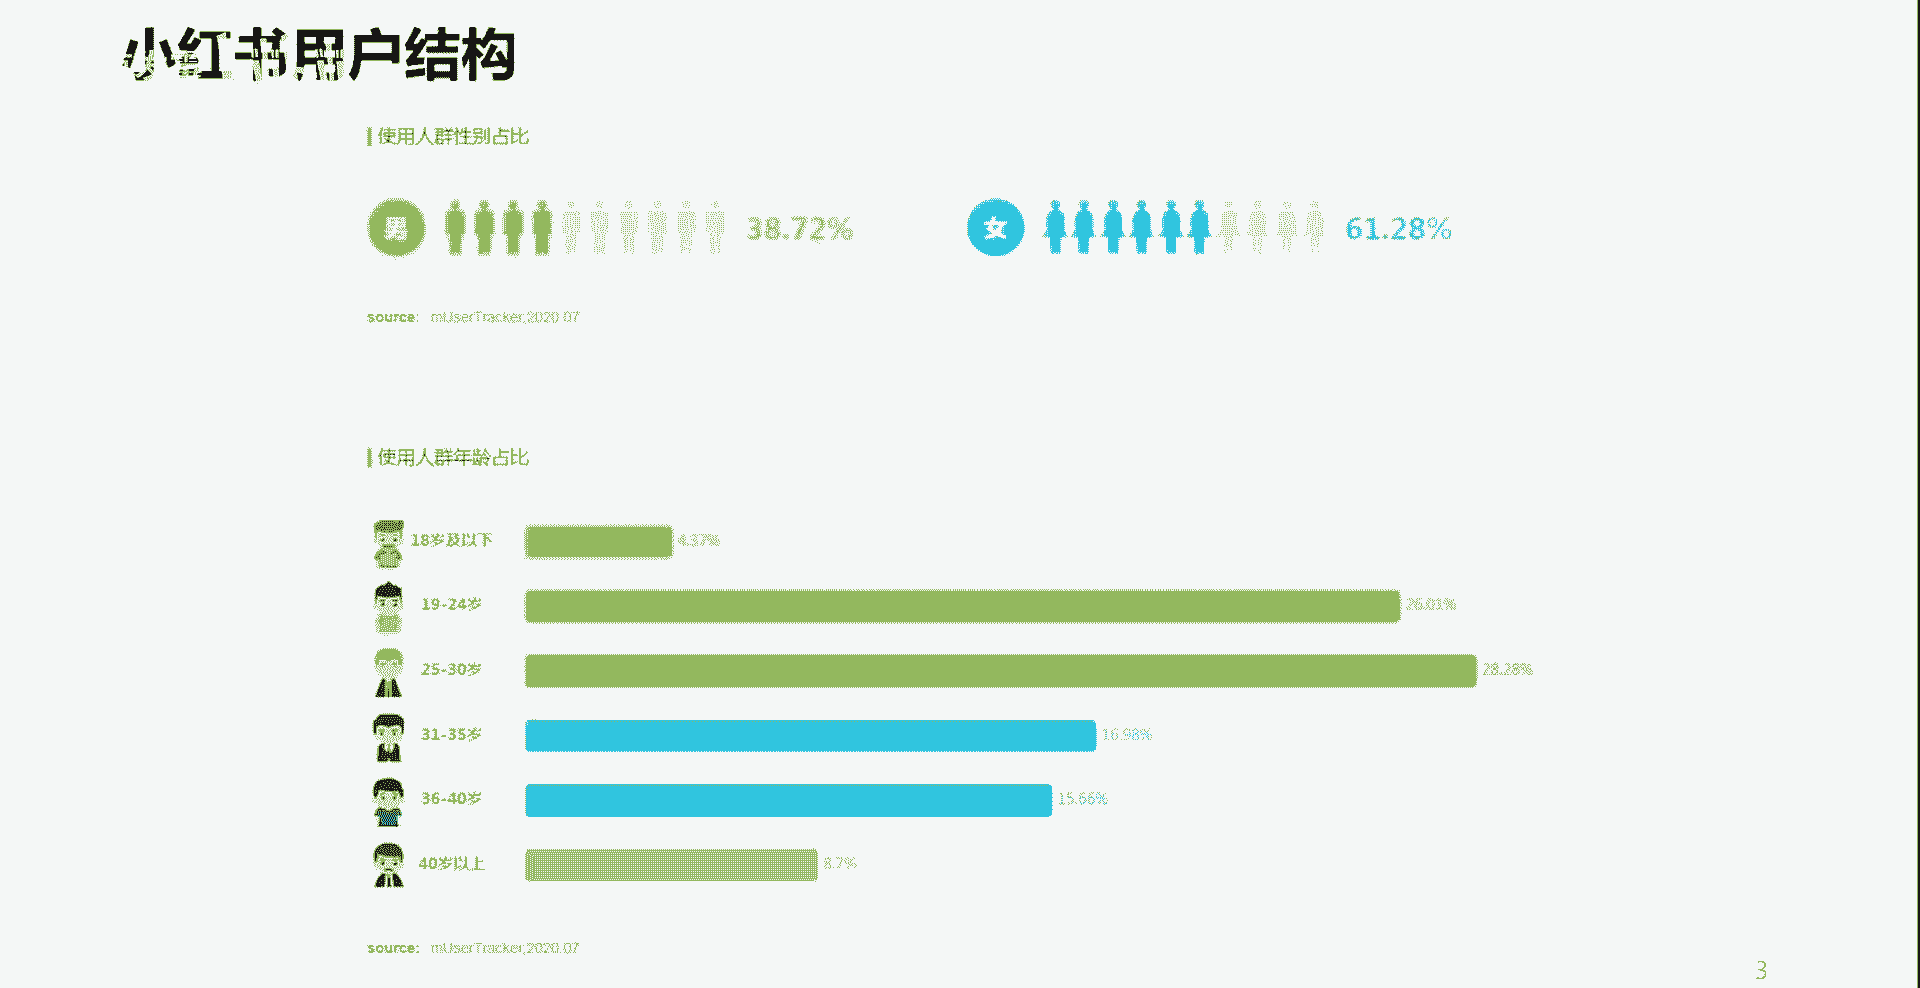 小红书用户结构
使用人群性别占比
男 38.72% 女 61.28%
source: mUserTracker,2020.07
使用人群年龄占比
18岁及以下 4.37%
19-24岁 26.01%
25-30岁 28.28%
31-35岁 16.98%
36-40岁 15.66%
40岁以上 8.7%
source: mUserTracker,2020.07
3